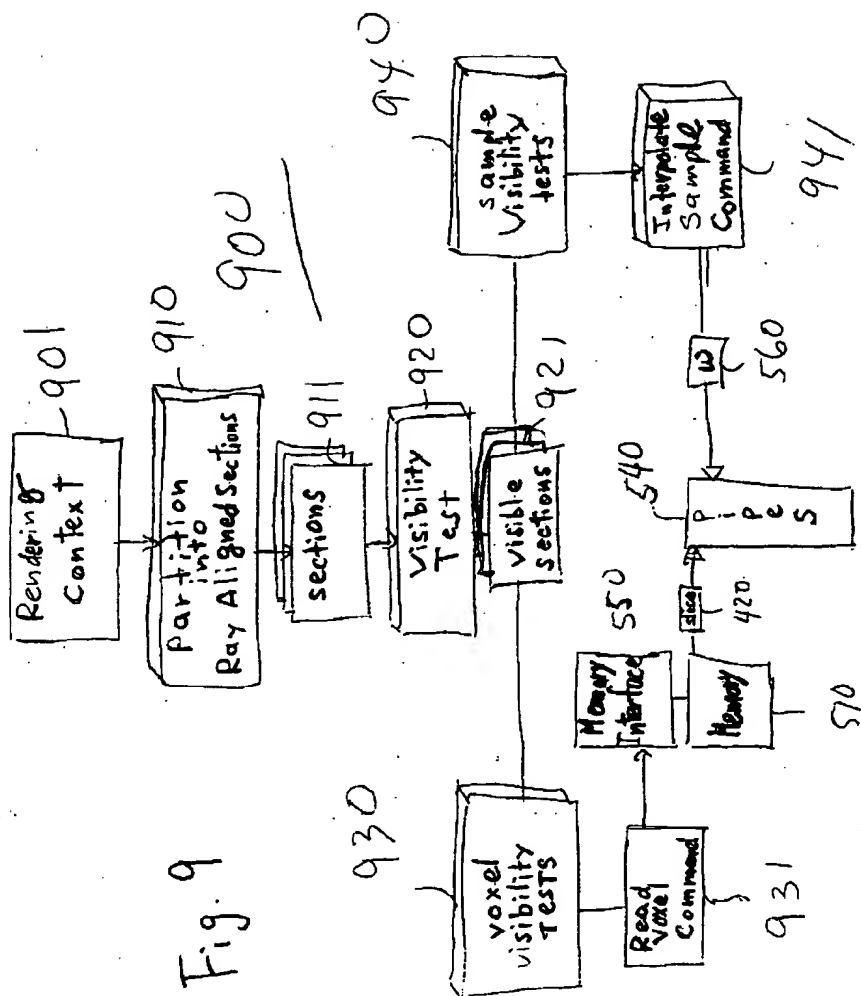 Fig. 9
900
901
Rendering
Context
910
Partition
into
Ray Aligned Sections
911
sections
920
Visibility
Test
921
Visible
sections
930
Voxel
visibility
TESTS
931
Read
Voxel
Command
550
Memory
Interface
Memory
510
slice
420
540
Pipes
W
560
940
Sample
Visibility
tests
Interpolate
Sample
Command
941